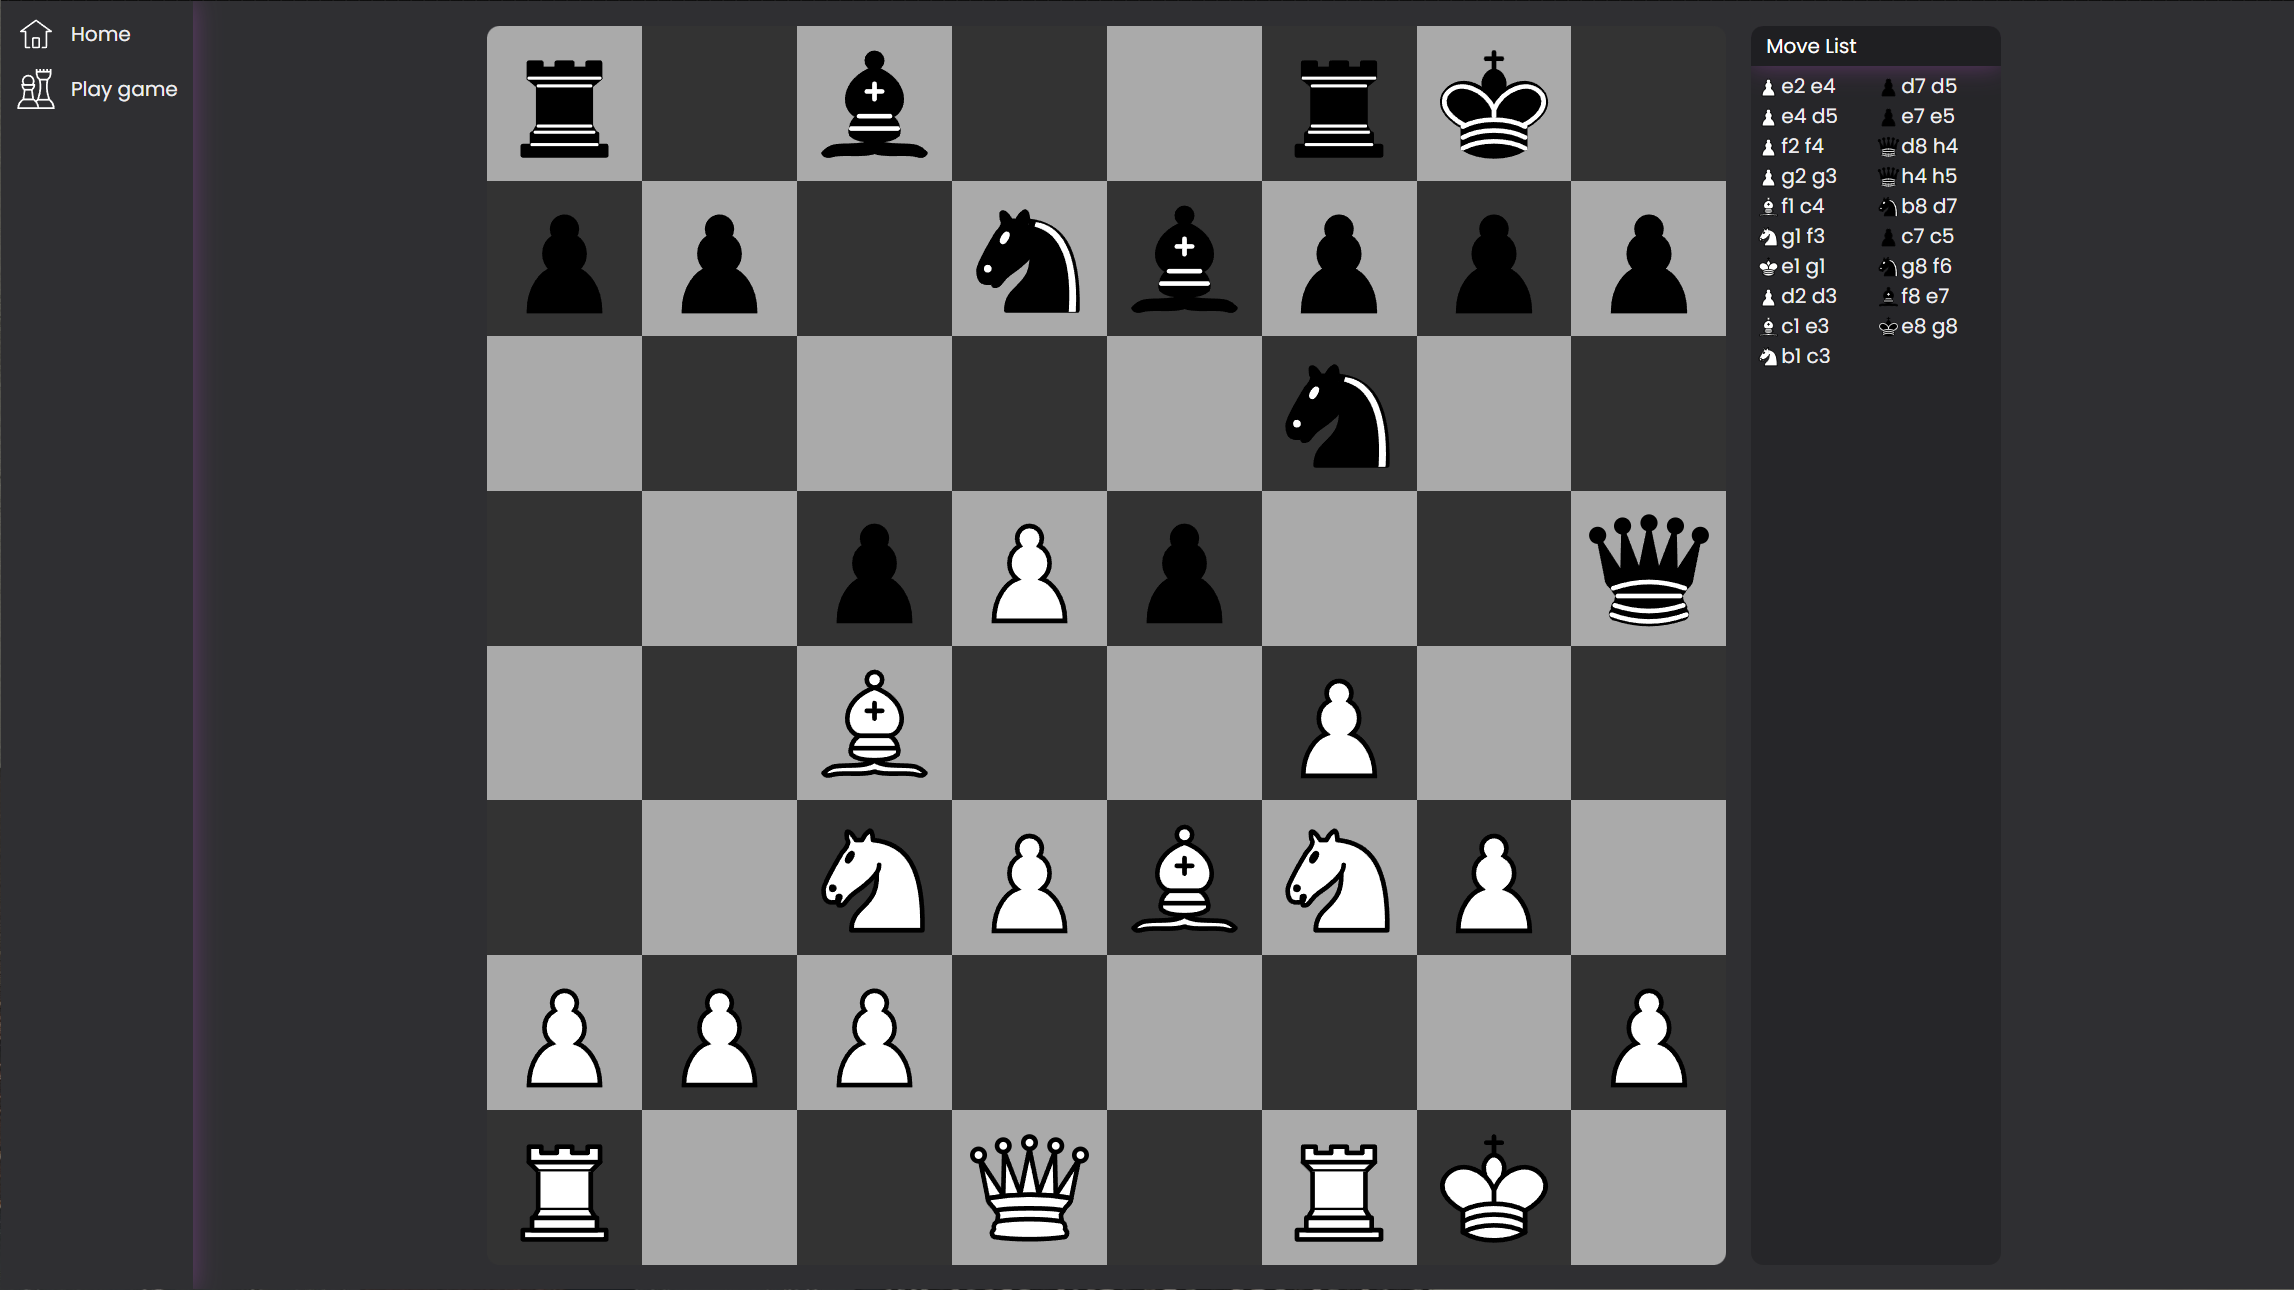 Home
Play game
Move List
e2 e4 d7 d5
e4 d5 e7 e5
f2 f4 d8 h4
g2 g3 h4 h5
f1 c4 b8 d7
g1 f3 c7 c5
e1 g1 g8 f6
d2 d3 f8 e7
c1 e3 e8 g8
b1 c3